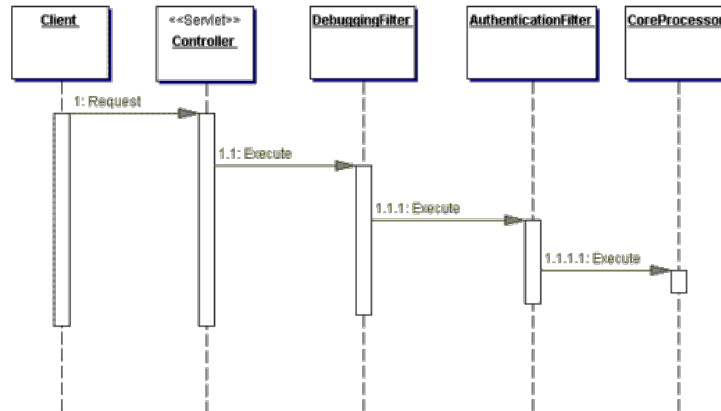 Client
<<Servlet>>
Controller
DebuggingFilter
AuthenticationFilter
CoreProcessor
1: Request
1.1: Execute
1.1.1: Execute
1.1.1.1: Execute